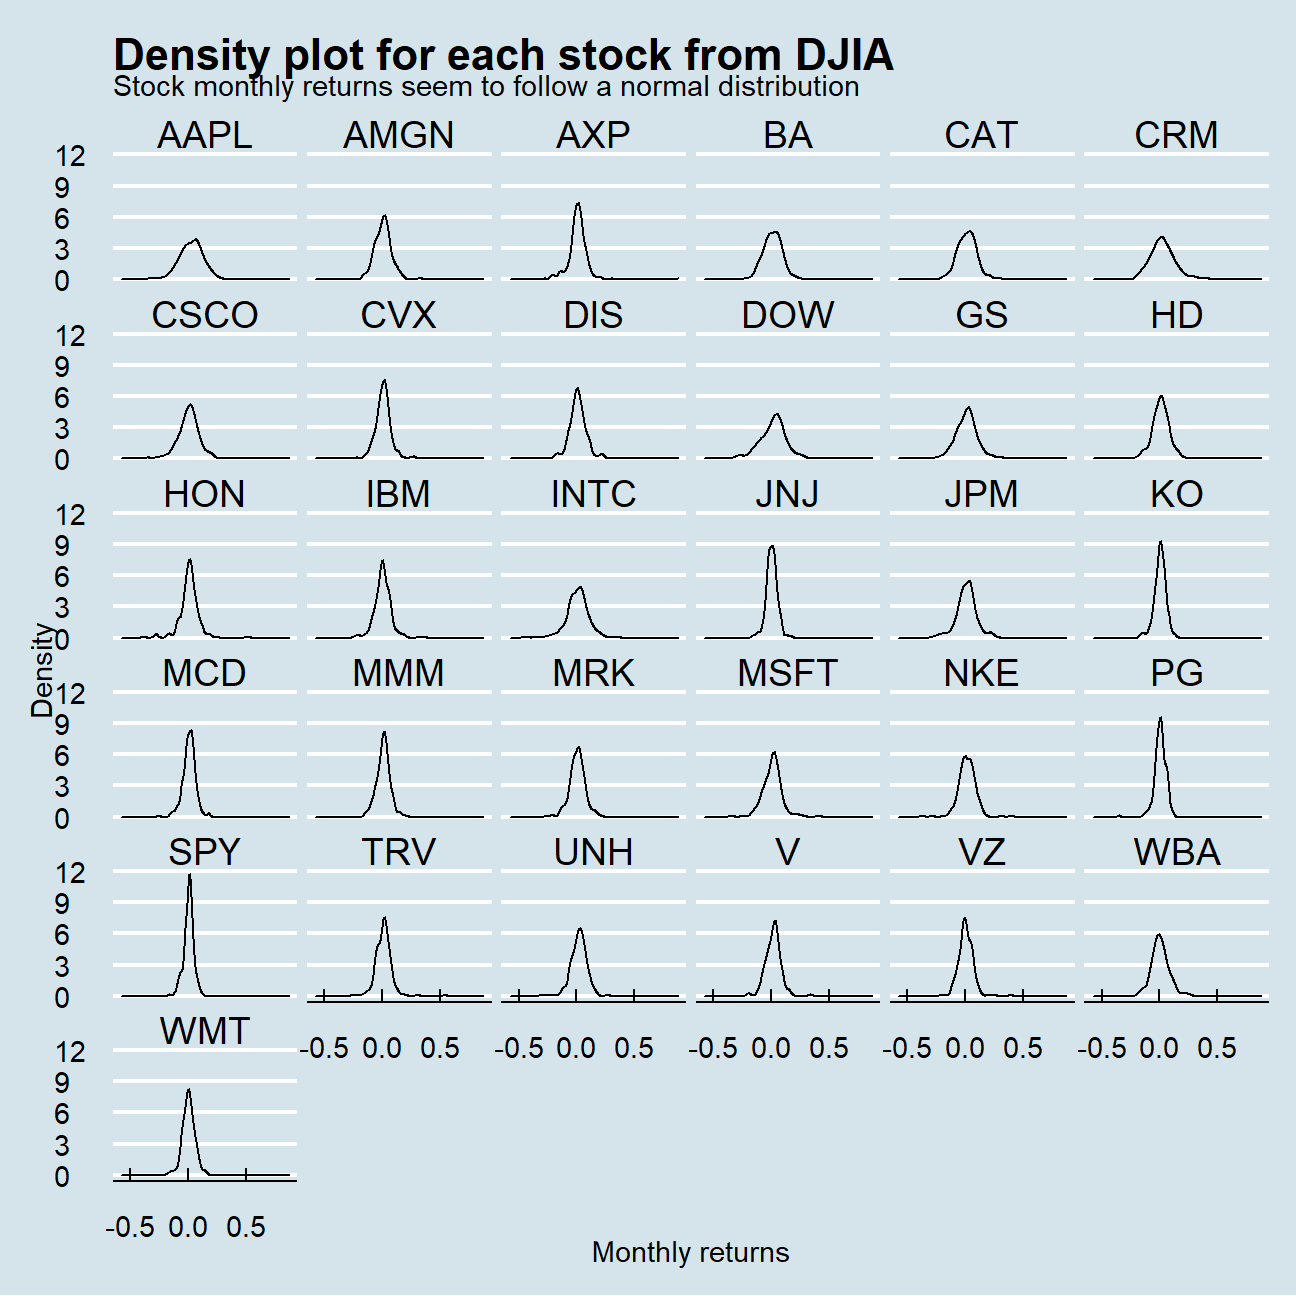 Density plot for each stock from DJIA
Stock monthly returns seem to follow a normal distribution
AAPL AMGN AXP BA CAT CRM
12
9
6
3
0
CSCO CVX DIS DOW GS HD
12
9
6
3
0
HON IBM INTC JNJ JPM KO
12
9
6
3
0
Density
MCD MMM MRK MSFT NKE PG
12
9
6
3
0
SPY TRV UNH V VZ WBA
12
9
6
3
0
-0.5 0.0 0.5 -0.5 0.0 0.5 -0.5 0.0 0.5 -0.5 0.0 0.5 -0.5 0.0 0.5
WMT
12
9
6
3
0
-0.5 0.0 0.5
Monthly returns